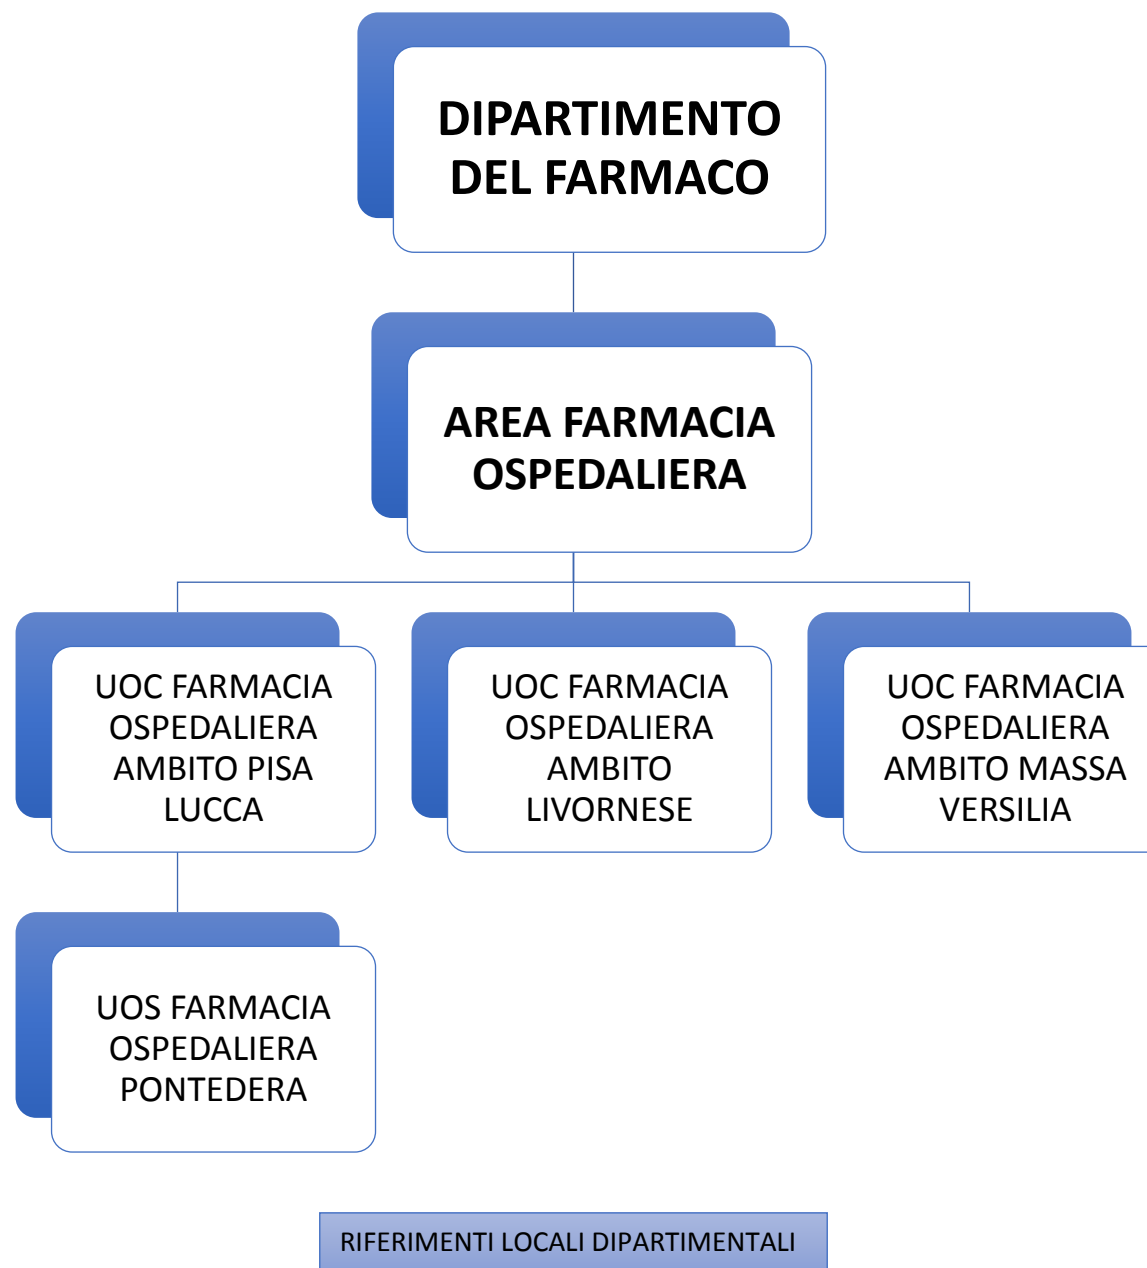 DIPARTIMENTO
DEL FARMACO
AREA FARMACIA
OSPEDALIERA
UOC FARMACIA
OSPEDALIERA
AMBITO PISA
LUCCA
UOC FARMACIA
OSPEDALIERA
AMBITO
LIVORNESE
UOC FARMACIA
OSPEDALIERA
AMBITO MASSA
VERSILIA
UOS FARMACIA
OSPEDALIERA
PONTEDERA
RIFERIMENTI LOCALI DIPARTIMENTALI